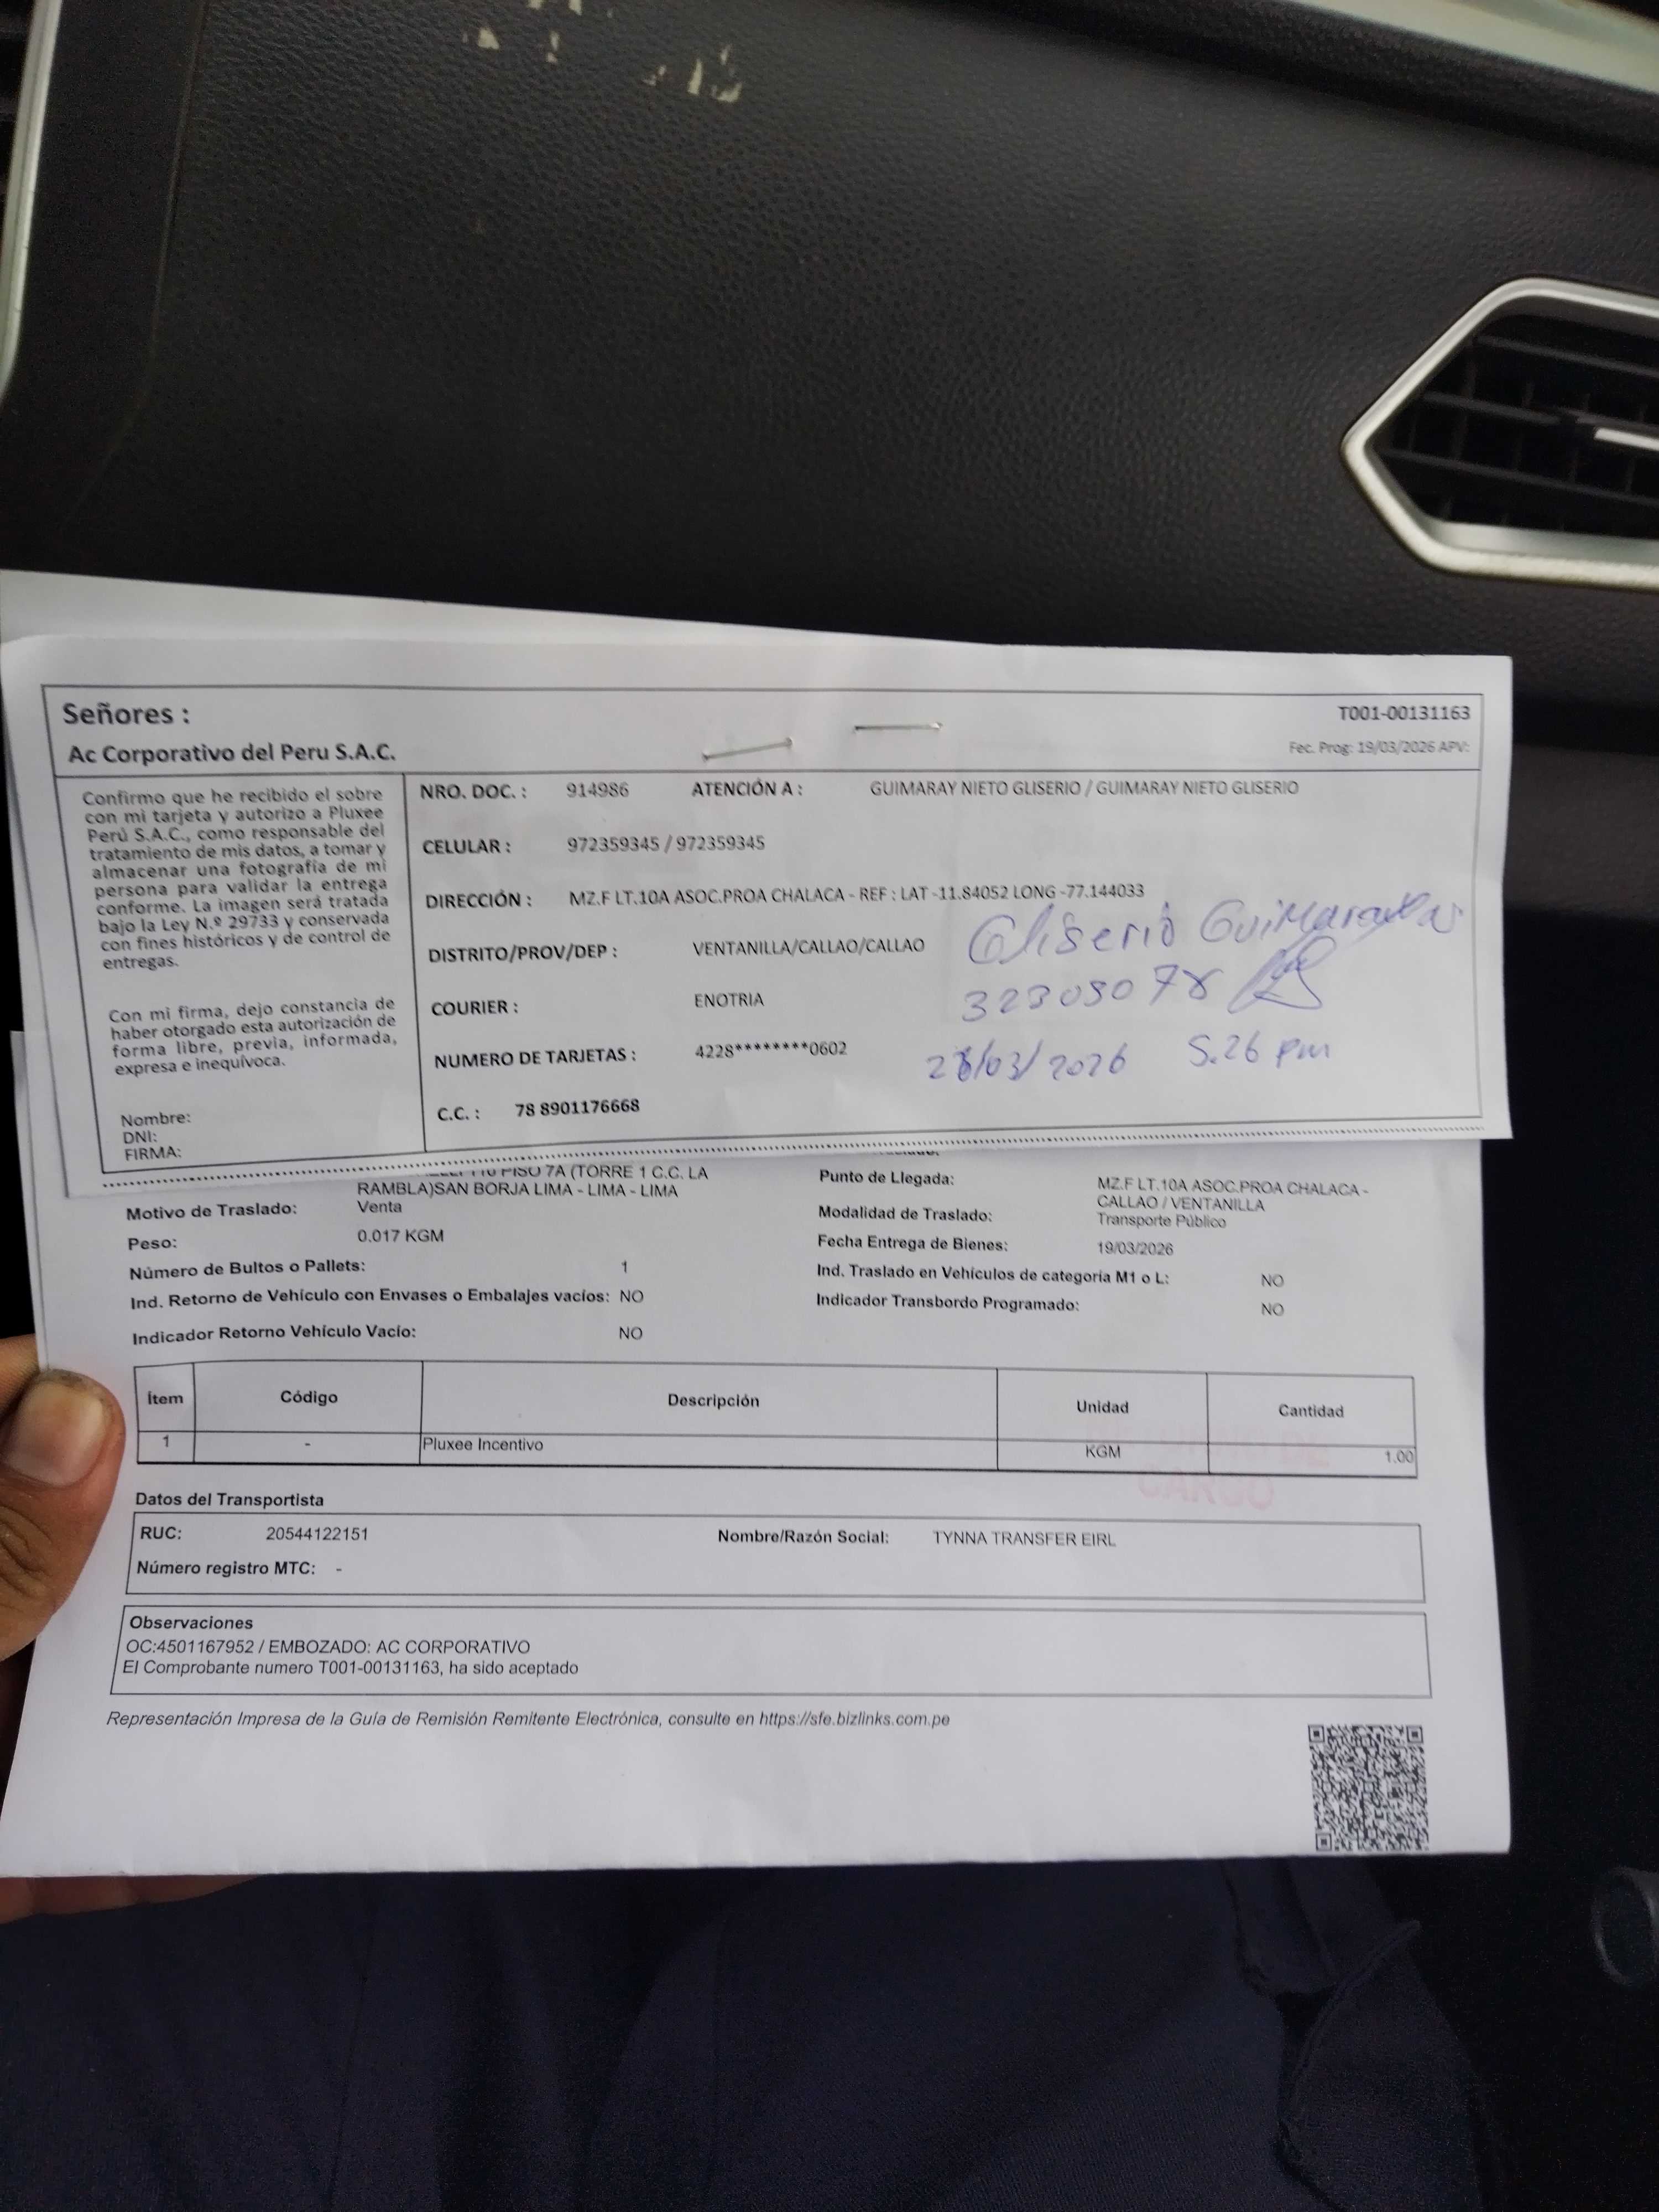 Señores :
Ac Corporativo del Peru S.A.C.
T001-00131163
Fec. Prog: 19/03/2026 APV:
Confirmo que he recibido el sobre
con mi tarjeta y autorizo a Pluxee
Perú S.A.C., como responsable del
tratamiento de mis datos, a tomar y
almacenar una fotografía de mi
persona para validar la entrega
conforme. La imagen será tratada
bajo la Ley N.º 29733 y conservada
con fines históricos y de control de
entregas.
Con mi firma, dejo constancia de
haber otorgado esta autorización de
forma libre, previa, informada,
expresa e inequívoca.
Nombre:
DNI:
FIRMA:
NRO. DOC. : 914986 ATENCIÓN A : GUIMARAY NIETO GLISERIO / GUIMARAY NIETO GLISERIO
CELULAR : 972359345 / 972359345
DIRECCIÓN : MZ.F LT.10A ASOC.PROA CHALACA - REF : LAT -11.84052 LONG -77.144033
DISTRITO/PROV/DEP : VENTANILLA/CALLAO/CALLAO
COURIER : ENOTRIA
NUMERO DE TARJETAS : 4228********0602
C.C. : 78 8901176668
Gliserio
3230
/03/2026 5.26 pm
PISO 7A (TORRE 1 C.C. LA
RAMBLA)SAN BORJA LIMA - LIMA - LIMA
Motivo de Traslado: Venta
Peso: 0.017 KGM
Número de Bultos o Pallets: 1
Ind. Retorno de Vehículo con Envases o Embalajes vacíos: NO
Indicador Retorno Vehículo Vacío: NO
Punto de Llegada: MZ.F LT.10A ASOC.PROA CHALACA -
CALLAO / VENTANILLA
Modalidad de Traslado: Transporte Público
Fecha Entrega de Bienes: 19/03/2026
Ind. Traslado en Vehículos de categoría M1 o L: NO
Indicador Transbordo Programado: NO
Ítem Código Descripción Unidad Cantidad
1 - Pluxee Incentivo KGM 1.00
CARGO
Datos del Transportista
RUC: 20544122151 Nombre/Razón Social: TYNNA TRANSFER EIRL
Número registro MTC: -
Observaciones
OC:4501167952 / EMBOZADO: AC CORPORATIVO
El Comprobante numero T001-00131163, ha sido aceptado
Representación Impresa de la Guía de Remisión Remitente Electrónica, consulte en https://sfe.bizlinks.com.pe